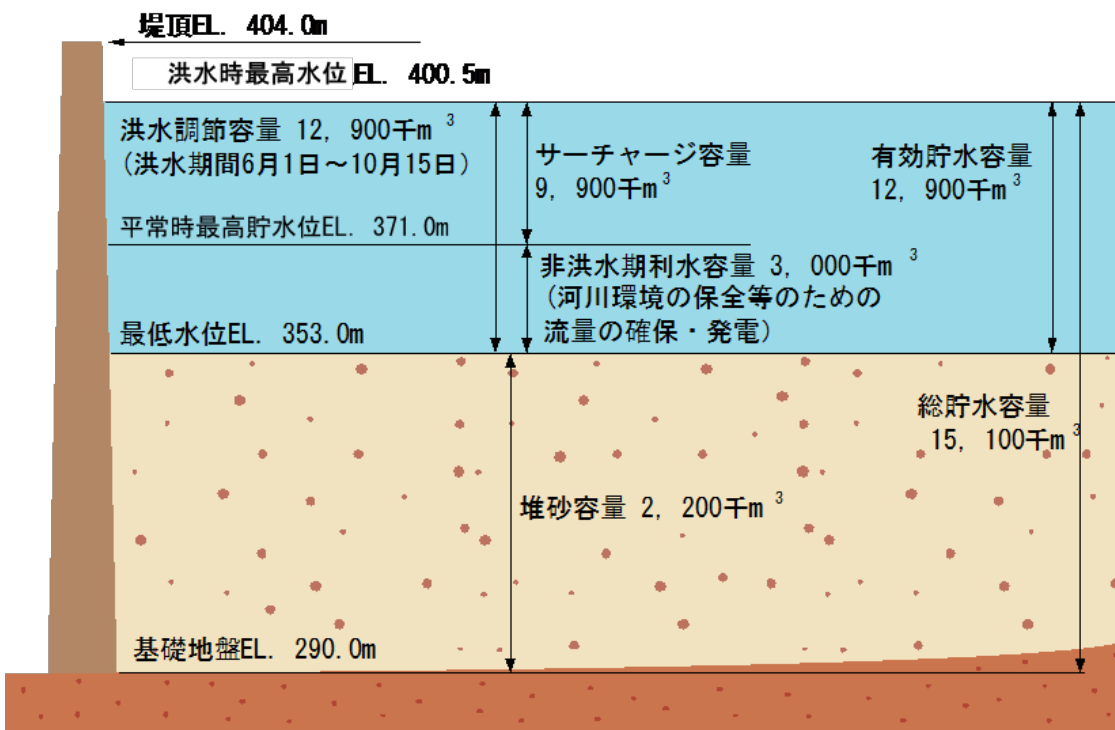 堤頂EL. 404.0m
洪水時最高水位EL. 400.5m
洪水調節容量 12, 900千m³
(洪水期間6月1日～10月15日)
サーチャージ容量
9, 900千m³
有効貯水容量
12, 900千m³
平常時最高貯水位EL. 371.0m
非洪水期利水容量 3, 000千m³
(河川環境の保全等のための
流量の確保・発電)
最低水位EL. 353.0m
総貯水容量
15, 100千m³
堆砂容量 2, 200千m³
基礎地盤EL. 290.0m